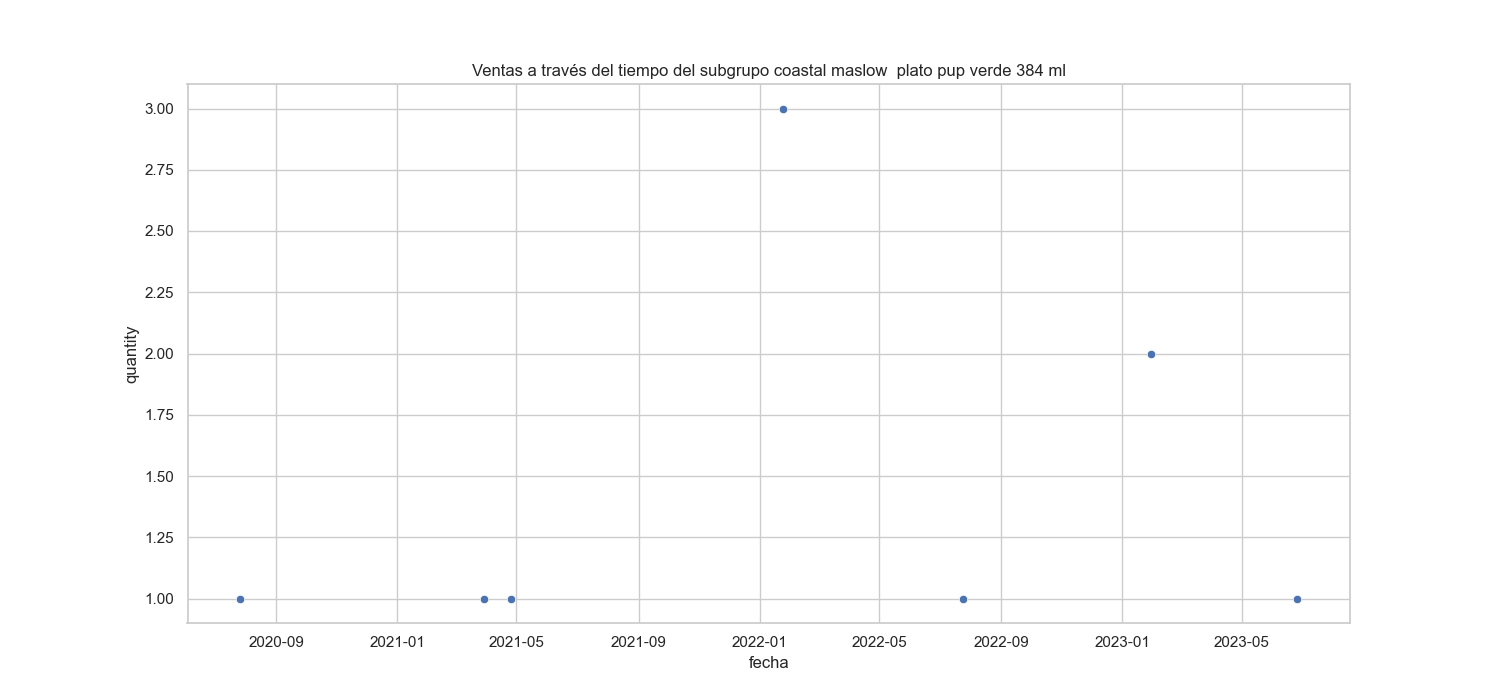 Ventas a través del tiempo del subgrupo coastal maslow  plato pup verde 384 ml
3.00
2.75
2.50
2.25
2.00
1.75
1.50
1.25
1.00
quantity
2020-09 2021-01 2021-05 2021-09 2022-01 2022-05 2022-09 2023-01 2023-05
fecha